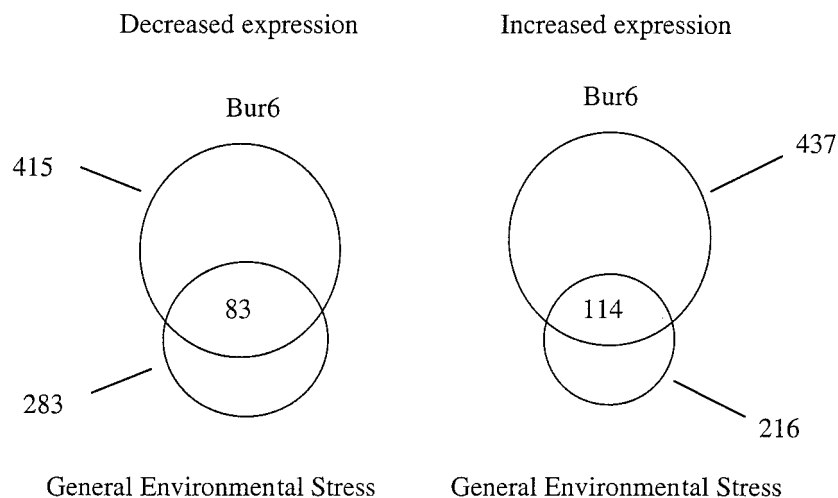 Decreased expression
Increased expression
Bur6
Bur6
415
437
83
114
283
216
General Environmental Stress
General Environmental Stress